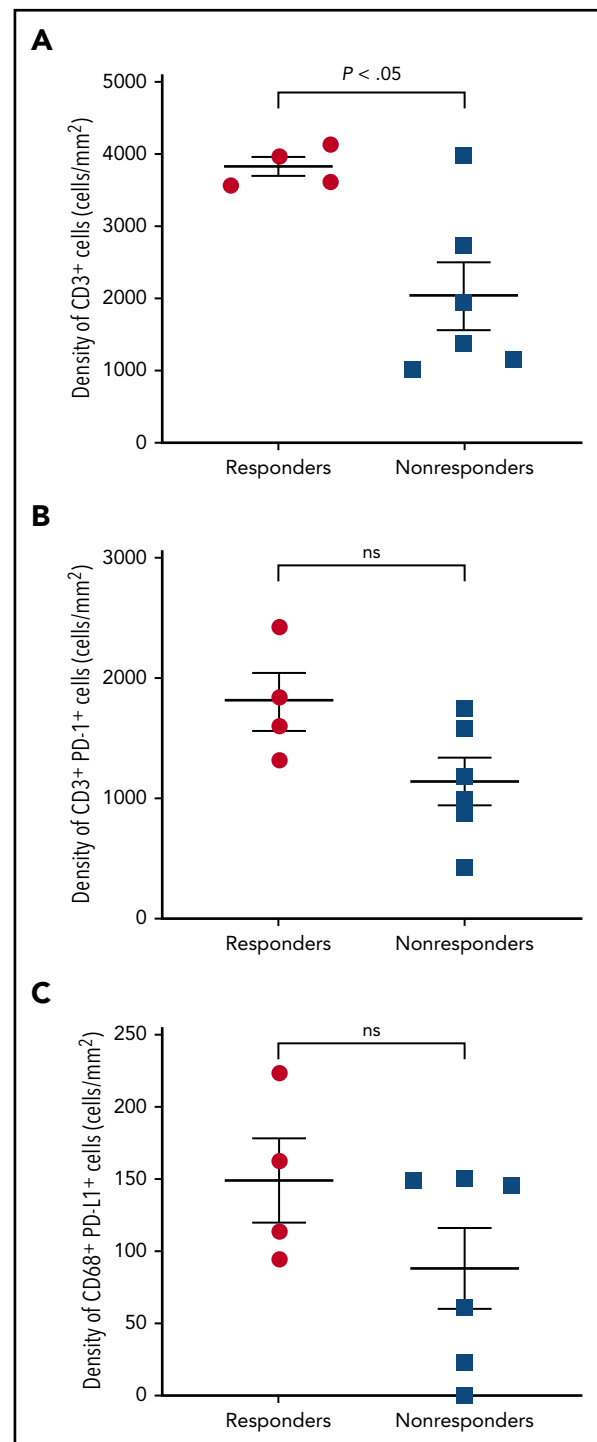 A
P < .05
5000
4000
3000
2000
1000
0
Density of CD3+ cells (cells/mm²)
Responders Nonresponders
B
ns
3000
2000
1000
0
Density of CD3+ PD-1+ cells (cells/mm²)
Responders Nonresponders
C
ns
250
200
150
100
50
0
Density of CD68+ PD-L1+ cells (cells/mm²)
Responders Nonresponders